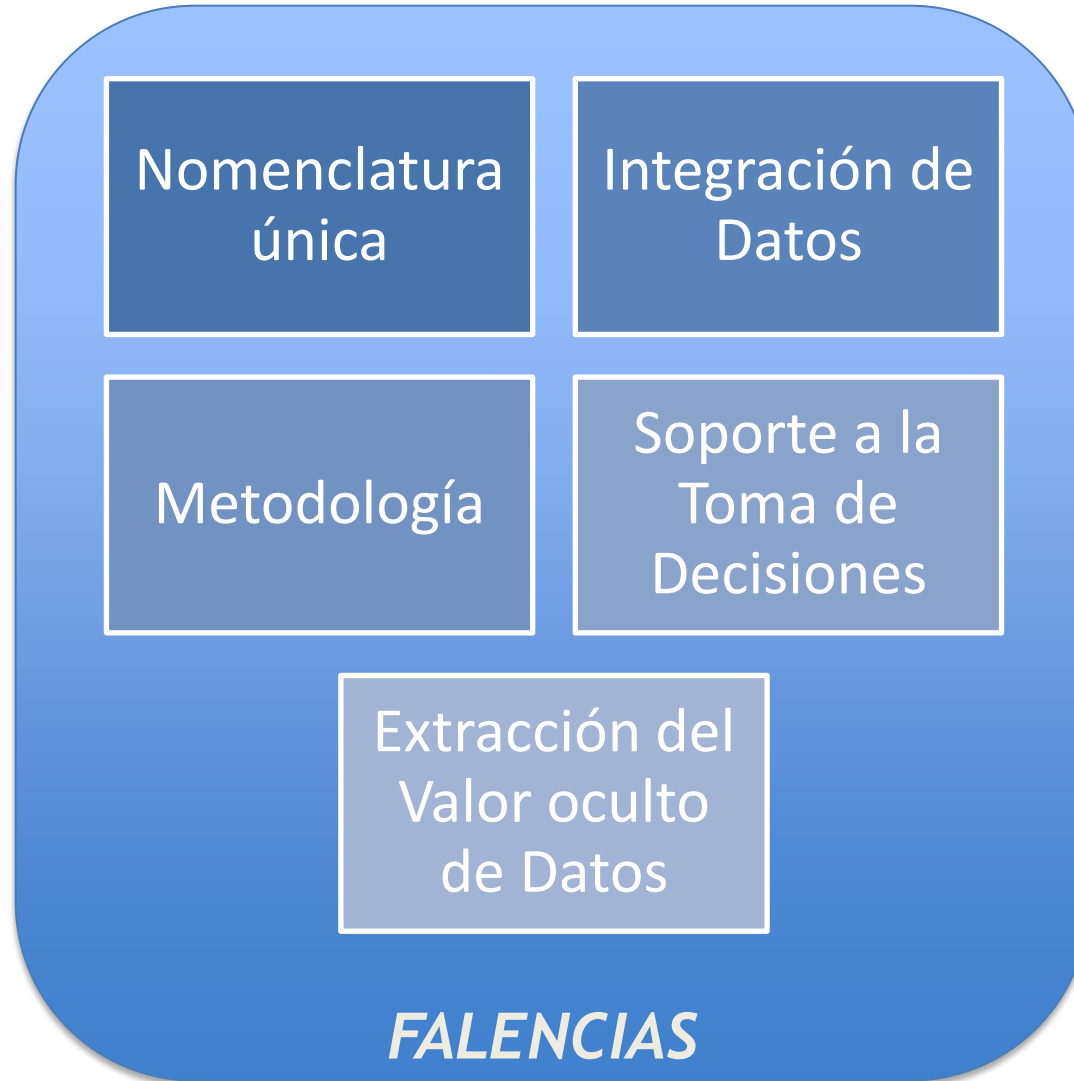 Nomenclatura
única
Integración de
Datos
Metodología
Soporte a la
Toma de
Decisiones
Extracción del
Valor oculto
de Datos
FALENCIAS